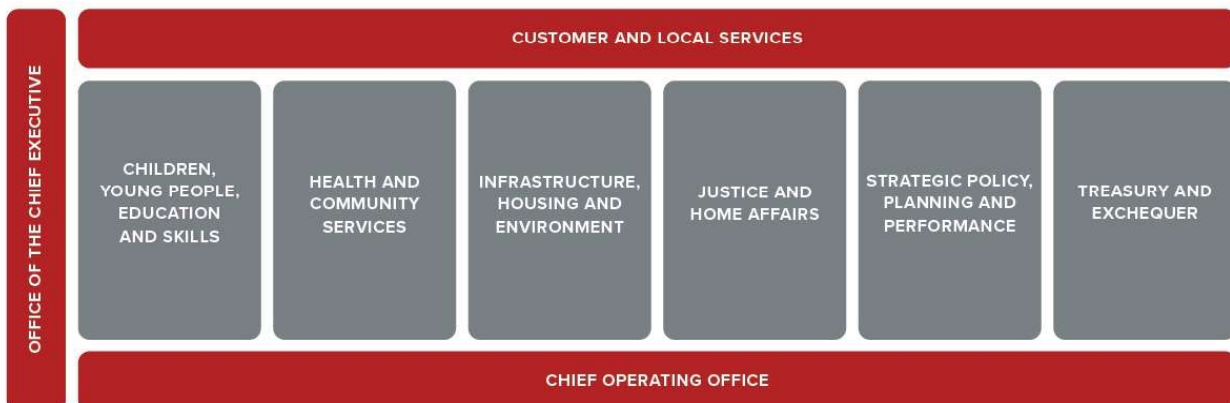 OFFICE OF THE CHIEF EXECUTIVE
CUSTOMER AND LOCAL SERVICES
CHILDREN,
YOUNG PEOPLE,
EDUCATION
AND SKILLS
HEALTH AND
COMMUNITY
SERVICES
INFRASTRUCTURE,
HOUSING AND
ENVIRONMENT
JUSTICE AND
HOME AFFAIRS
STRATEGIC POLICY,
PLANNING AND
PERFORMANCE
TREASURY AND
EXCHEQUER
CHIEF OPERATING OFFICE